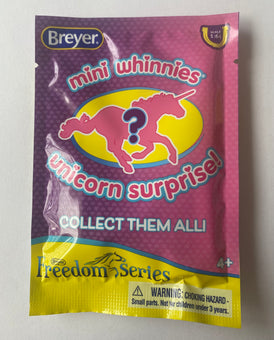 Breyer®
mini whinnies®
?
unicorn surprise!
COLLECT THEM ALL!
Freedom Series
4+
WARNING: CHOKING HAZARD -
Small parts. Not for children under 3 years.